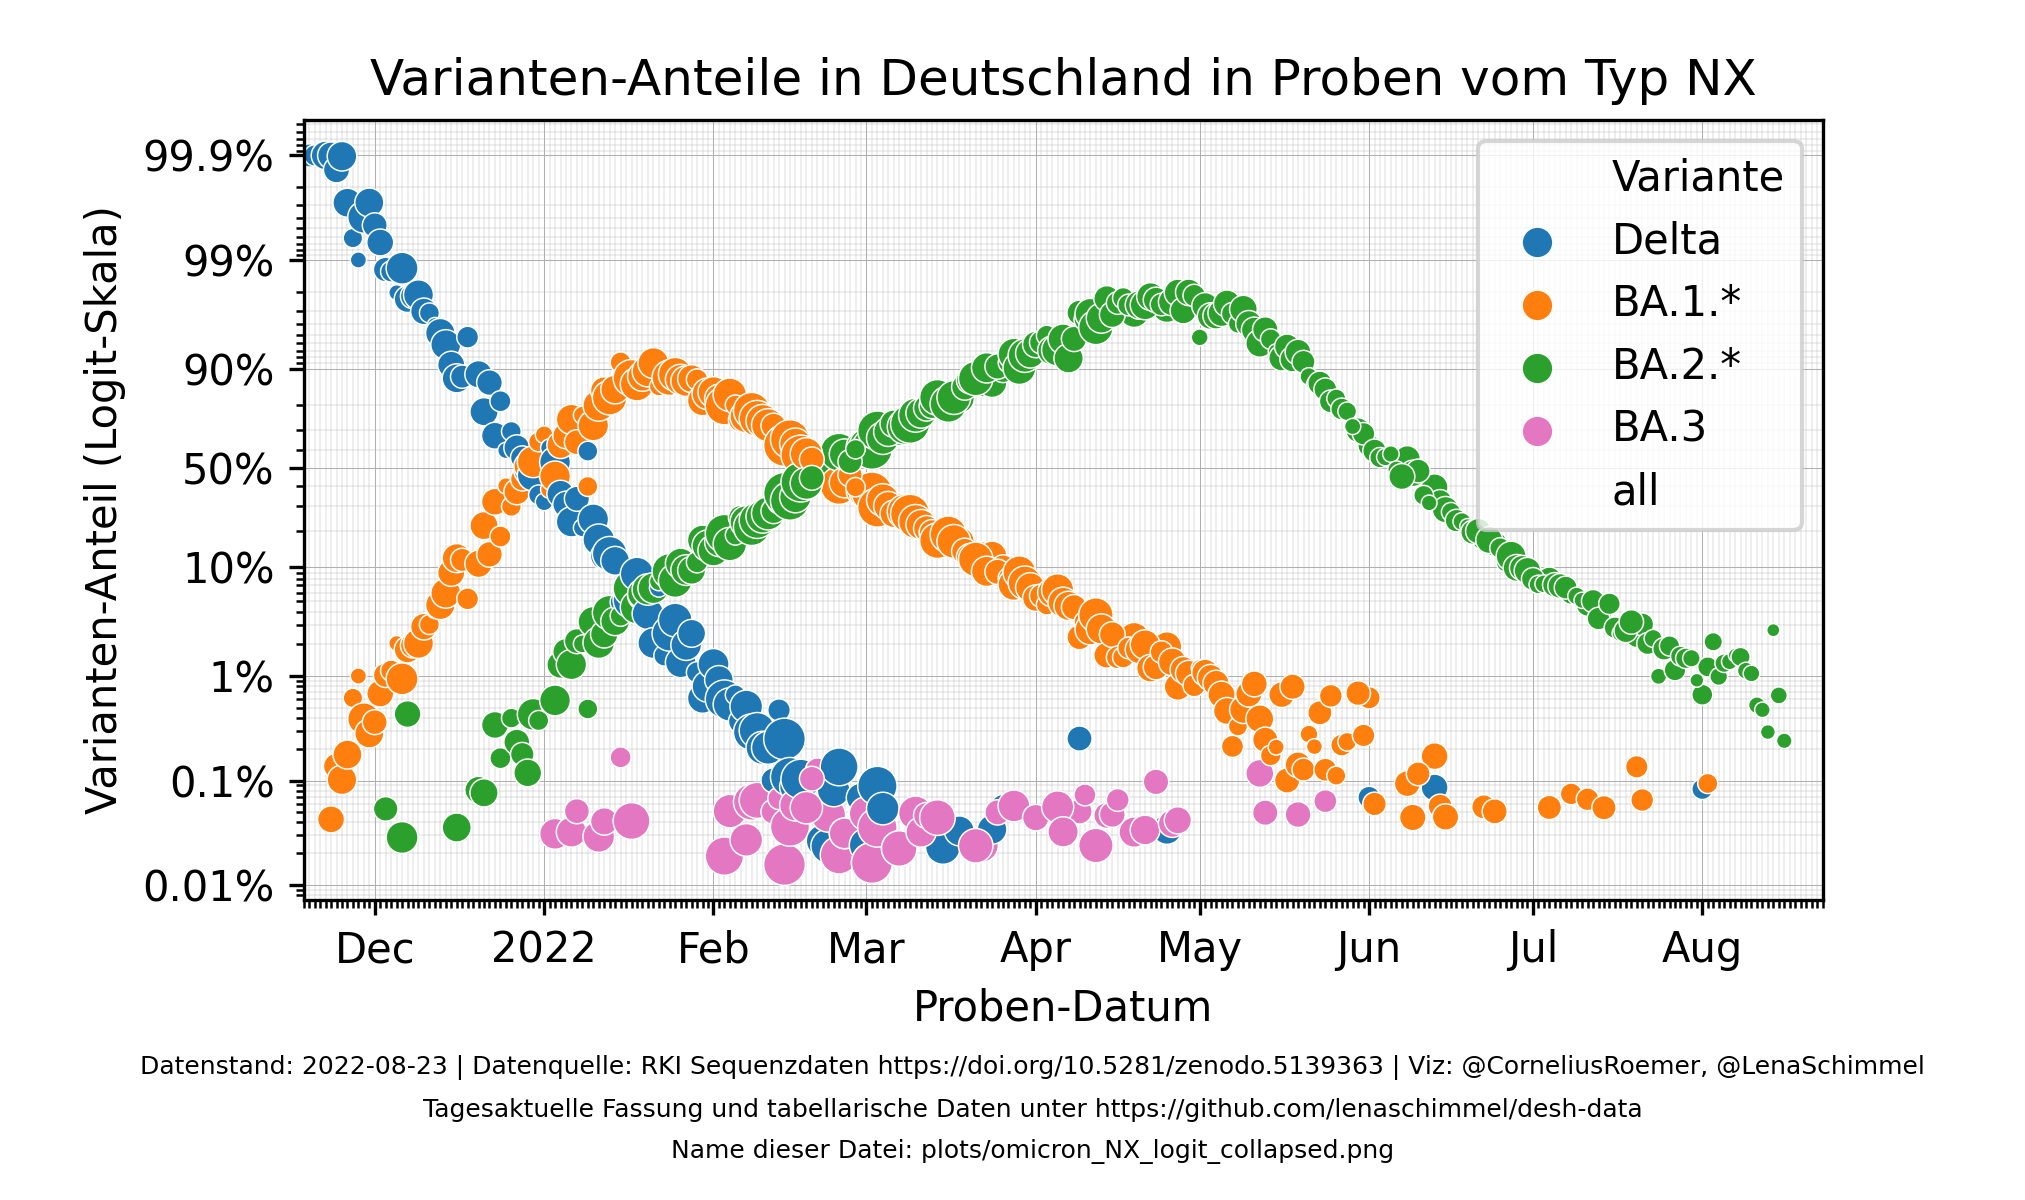 Varianten-Anteile in Deutschland in Proben vom Typ NX
Varianten-Anteil (Logit-Skala)
99.9%
99%
90%
50%
10%
1%
0.1%
0.01%
Variante
Delta
BA.1.*
BA.2.*
BA.3
all
Dec 2022 Feb Mar Apr May Jun Jul Aug
Proben-Datum
Datenstand: 2022-08-23 | Datenquelle: RKI Sequenzdaten https://doi.org/10.5281/zenodo.5139363 | Viz: @CorneliusRoemer, @LenaSchimmel
Tagesaktuelle Fassung und tabellarische Daten unter https://github.com/lenaschimmel/desh-data
Name dieser Datei: plots/omicron_NX_logit_collapsed.png